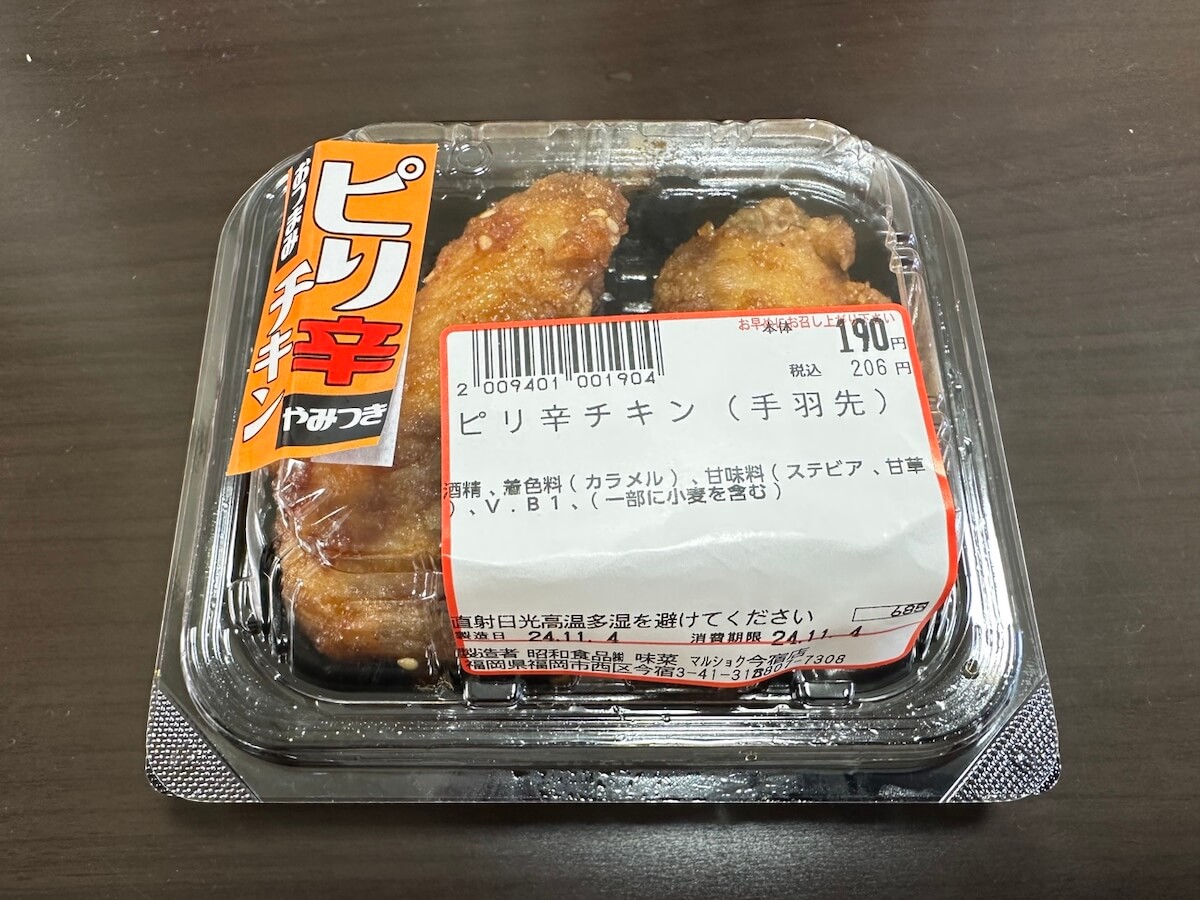 おつまみ
ピリ辛
チキン
やみつき
お早めにお召し上がり下さい
本体 190円
税込 206円
2 009401 001904
ピリ辛チキン(手羽先)
酒精、着色料(カラメル)、甘味料(ステビア、甘草
)、V.B1、(一部に小麦を含む)
直射日光高温多湿を避けてください
製造日 24.11.4 消費期限 24.11.4
製造者 昭和食品㈱ 味菜 マルショク今宿店
福岡県福岡市西区今宿3-41-31
807-7308